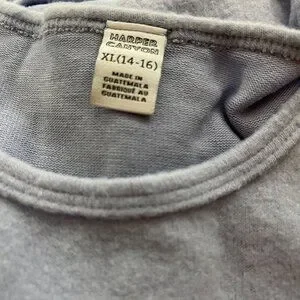 HARPER
CANYON
XL(14-16)
MADE IN
GUATEMALA
FABRIQUÉ AU
GUATEMALA